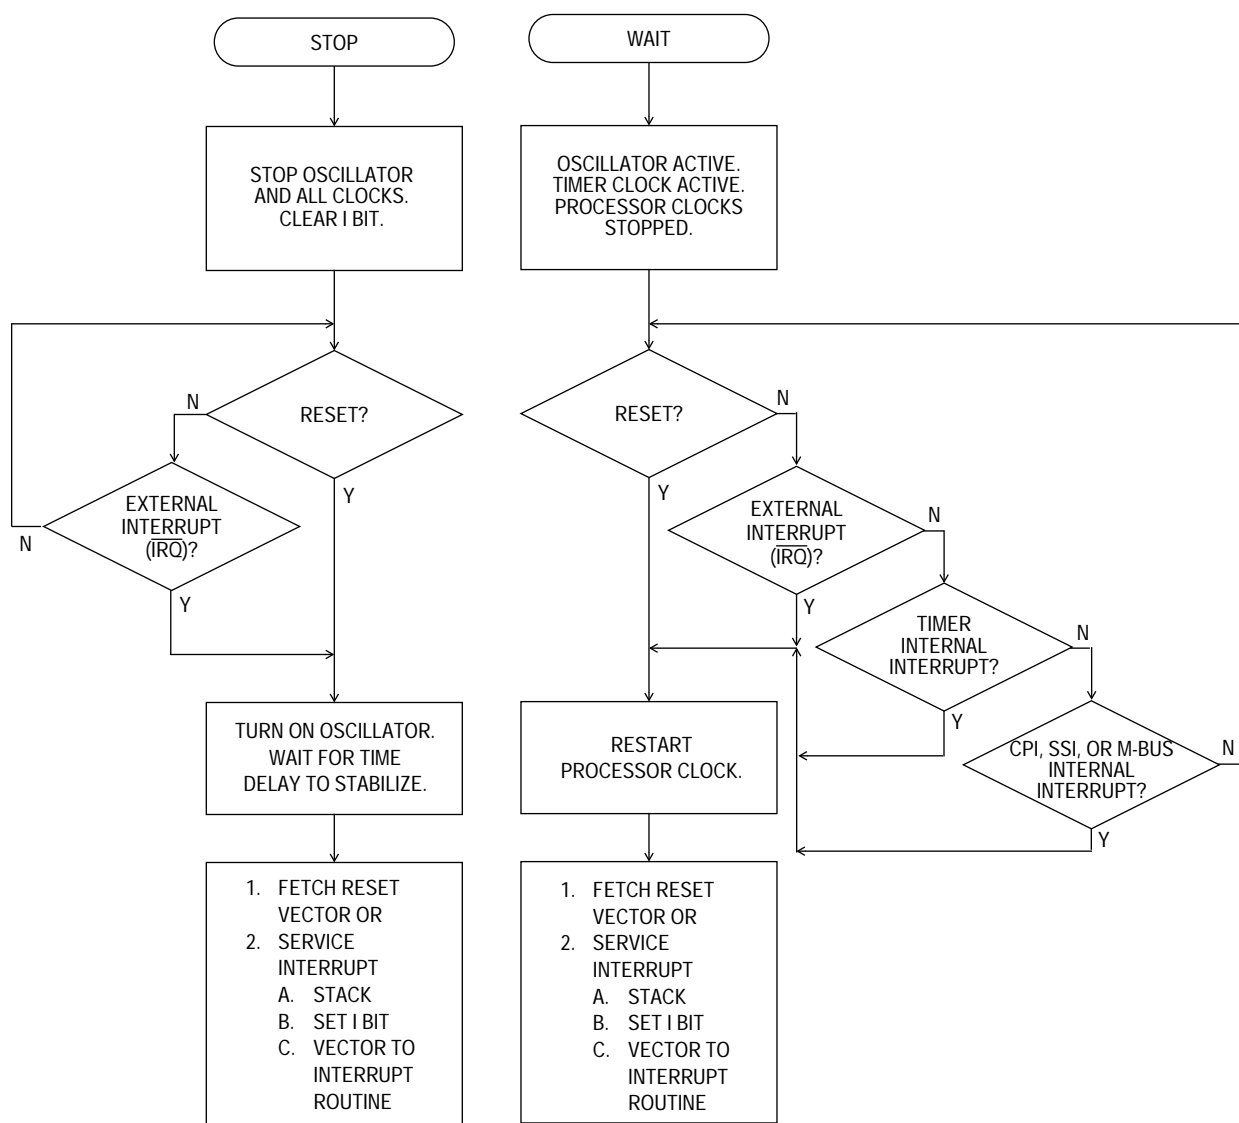 STOP
STOP OSCILLATOR
AND ALL CLOCKS.
CLEAR I BIT.
RESET?
N
Y
EXTERNAL
INTERRUPT
(I̅R̅Q̅)?
N
Y
TURN ON OSCILLATOR.
WAIT FOR TIME
DELAY TO STABILIZE.
1. FETCH RESET
VECTOR OR
2. SERVICE
INTERRUPT
A. STACK
B. SET I BIT
C. VECTOR TO
INTERRUPT
ROUTINE
WAIT
OSCILLATOR ACTIVE.
TIMER CLOCK ACTIVE.
PROCESSOR CLOCKS
STOPPED.
RESET?
N
Y
EXTERNAL
INTERRUPT
(I̅R̅Q̅)?
N
Y
TIMER
INTERNAL
INTERRUPT?
N
Y
CPI, SSI, OR M-BUS
INTERNAL
INTERRUPT?
N
Y
RESTART
PROCESSOR CLOCK.
1. FETCH RESET
VECTOR OR
2. SERVICE
INTERRUPT
A. STACK
B. SET I BIT
C. VECTOR TO
INTERRUPT
ROUTINE